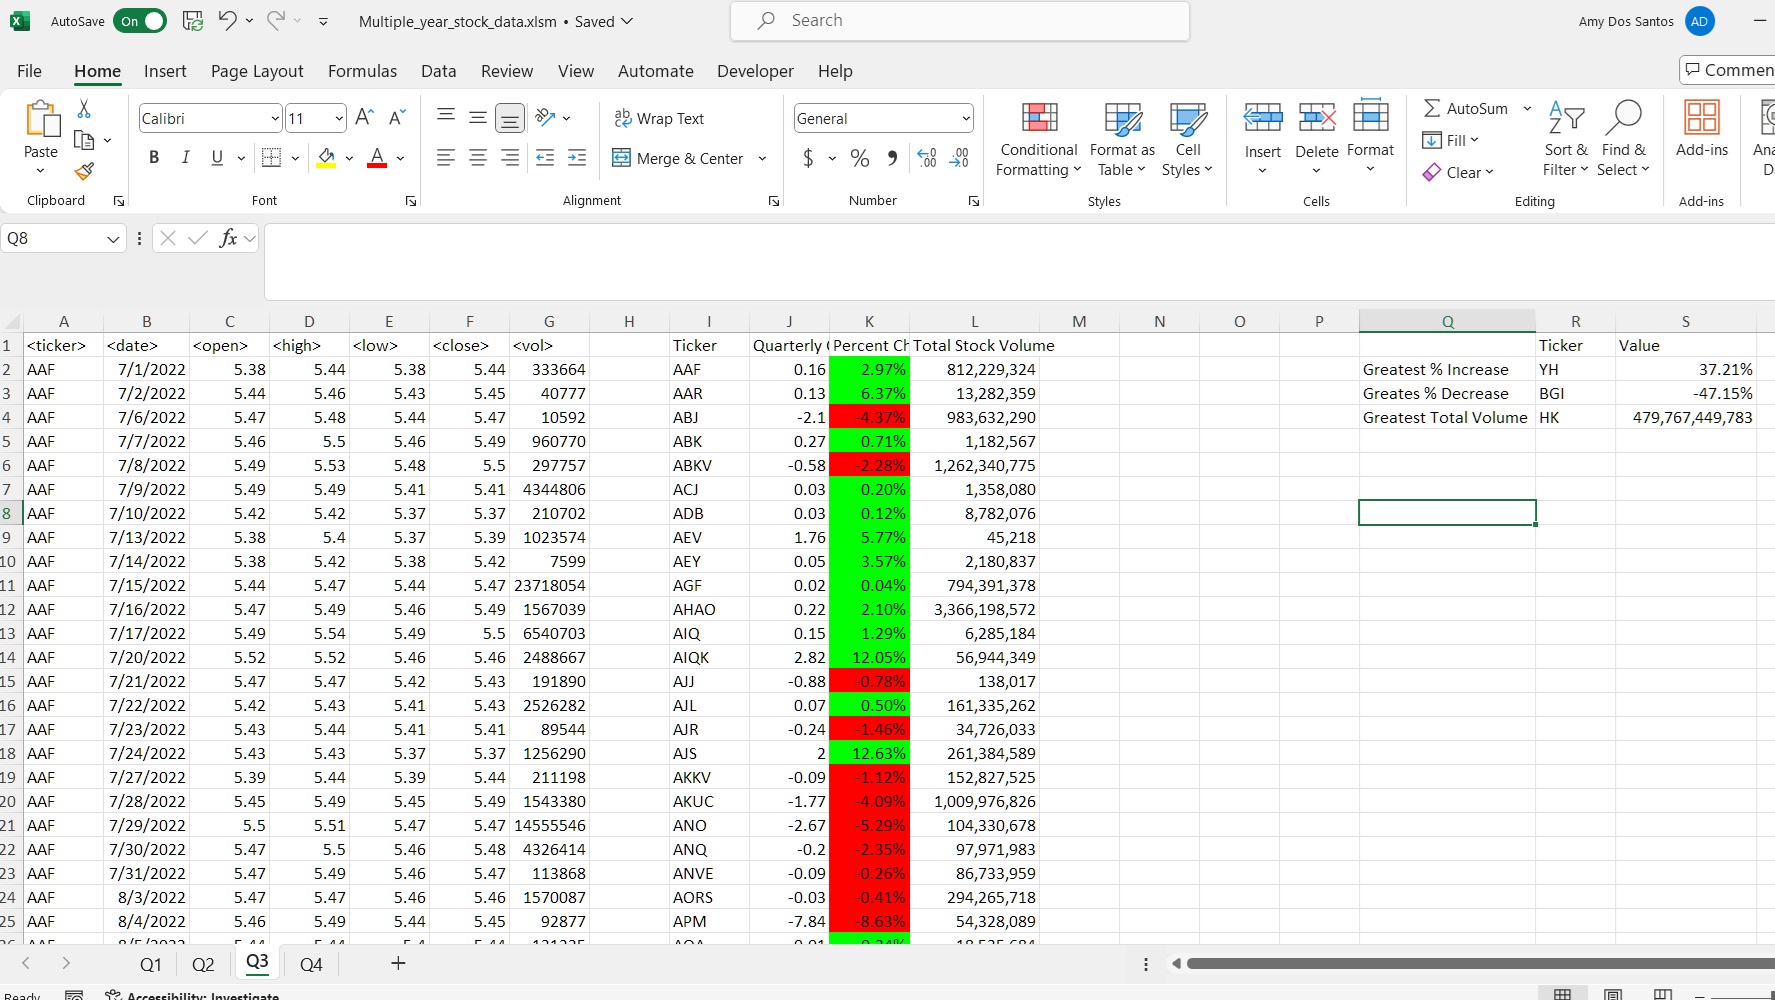 AutoSave On Multiple_year_stock_data.xlsm • Saved Search Amy Dos Santos AD
File Home Insert Page Layout Formulas Data Review View Automate Developer Help Commen
Paste Calibri 11 Wrap Text General Conditional Formatting Format as Table Cell Styles Insert Delete Format AutoSum Fill Clear Sort & Filter Find & Select Add-ins
B I U Merge & Center $ %
Clipboard Font Alignment Number Styles Cells Editing Add-ins
Q8 fx
A B C D E F G H I J K L M N O P Q R S
1 <ticker> <date> <open> <high> <low> <close> <vol> Ticker Quarterly Percent Ch Total Stock Volume Ticker Value
2 AAF 7/1/2022 5.38 5.44 5.38 5.44 333664 AAF 0.16 2.97% 812,229,324 Greatest % Increase YH 37.21%
3 AAF 7/2/2022 5.44 5.46 5.43 5.45 40777 AAR 0.13 6.37% 13,282,359 Greates % Decrease BGI -47.15%
4 AAF 7/6/2022 5.47 5.48 5.44 5.47 10592 ABJ -2.1 -4.37% 983,632,290 Greatest Total Volume HK 479,767,449,783
5 AAF 7/7/2022 5.46 5.5 5.46 5.49 960770 ABK 0.27 0.71% 1,182,567
6 AAF 7/8/2022 5.49 5.53 5.48 5.5 297757 ABKV -0.58 -2.28% 1,262,340,775
7 AAF 7/9/2022 5.49 5.49 5.41 5.41 4344806 ACJ 0.03 0.20% 1,358,080
8 AAF 7/10/2022 5.42 5.42 5.37 5.37 210702 ADB 0.03 0.12% 8,782,076
9 AAF 7/13/2022 5.38 5.4 5.37 5.39 1023574 AEV 1.76 5.77% 45,218
10 AAF 7/14/2022 5.38 5.42 5.38 5.42 7599 AEY 0.05 3.57% 2,180,837
11 AAF 7/15/2022 5.44 5.47 5.44 5.47 23718054 AGF 0.02 0.04% 794,391,378
12 AAF 7/16/2022 5.47 5.49 5.46 5.49 1567039 AHAO 0.22 2.10% 3,366,198,572
13 AAF 7/17/2022 5.49 5.54 5.49 5.5 6540703 AIQ 0.15 1.29% 6,285,184
14 AAF 7/20/2022 5.52 5.52 5.46 5.46 2488667 AIQK 2.82 12.05% 56,944,349
15 AAF 7/21/2022 5.47 5.47 5.42 5.43 191890 AJJ -0.88 -0.78% 138,017
16 AAF 7/22/2022 5.42 5.43 5.41 5.43 2526282 AJL 0.07 0.50% 161,335,262
17 AAF 7/23/2022 5.43 5.44 5.41 5.41 89544 AJR -0.24 -1.46% 34,726,033
18 AAF 7/24/2022 5.43 5.43 5.37 5.37 1256290 AJS 2 12.63% 261,384,589
19 AAF 7/27/2022 5.39 5.44 5.39 5.44 211198 AKKV -0.09 -1.12% 152,827,525
20 AAF 7/28/2022 5.45 5.49 5.45 5.49 1543380 AKUC -1.77 -4.09% 1,009,976,826
21 AAF 7/29/2022 5.5 5.51 5.47 5.47 14555546 ANO -2.67 -5.29% 104,330,678
22 AAF 7/30/2022 5.47 5.5 5.46 5.48 4326414 ANQ -0.2 -2.35% 97,971,983
23 AAF 7/31/2022 5.47 5.49 5.46 5.47 113868 ANVE -0.09 -0.26% 86,733,959
24 AAF 8/3/2022 5.47 5.47 5.46 5.46 1570087 AORS -0.03 -0.41% 294,265,718
25 AAF 8/4/2022 5.46 5.49 5.44 5.45 92877 APM -7.84 -8.63% 54,328,089
Q1 Q2 Q3 Q4 +
Ready Accessibility: Investigate